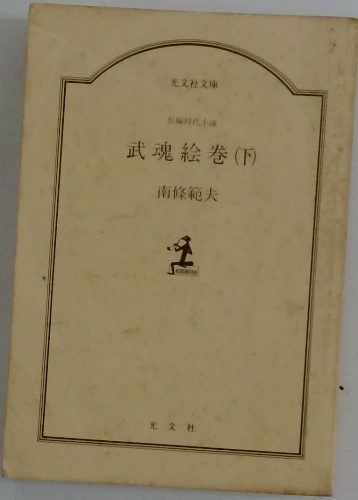 光文社文庫
長編時代小説
武魂絵巻(下)
南條範夫
KOBUNSHA
光文社